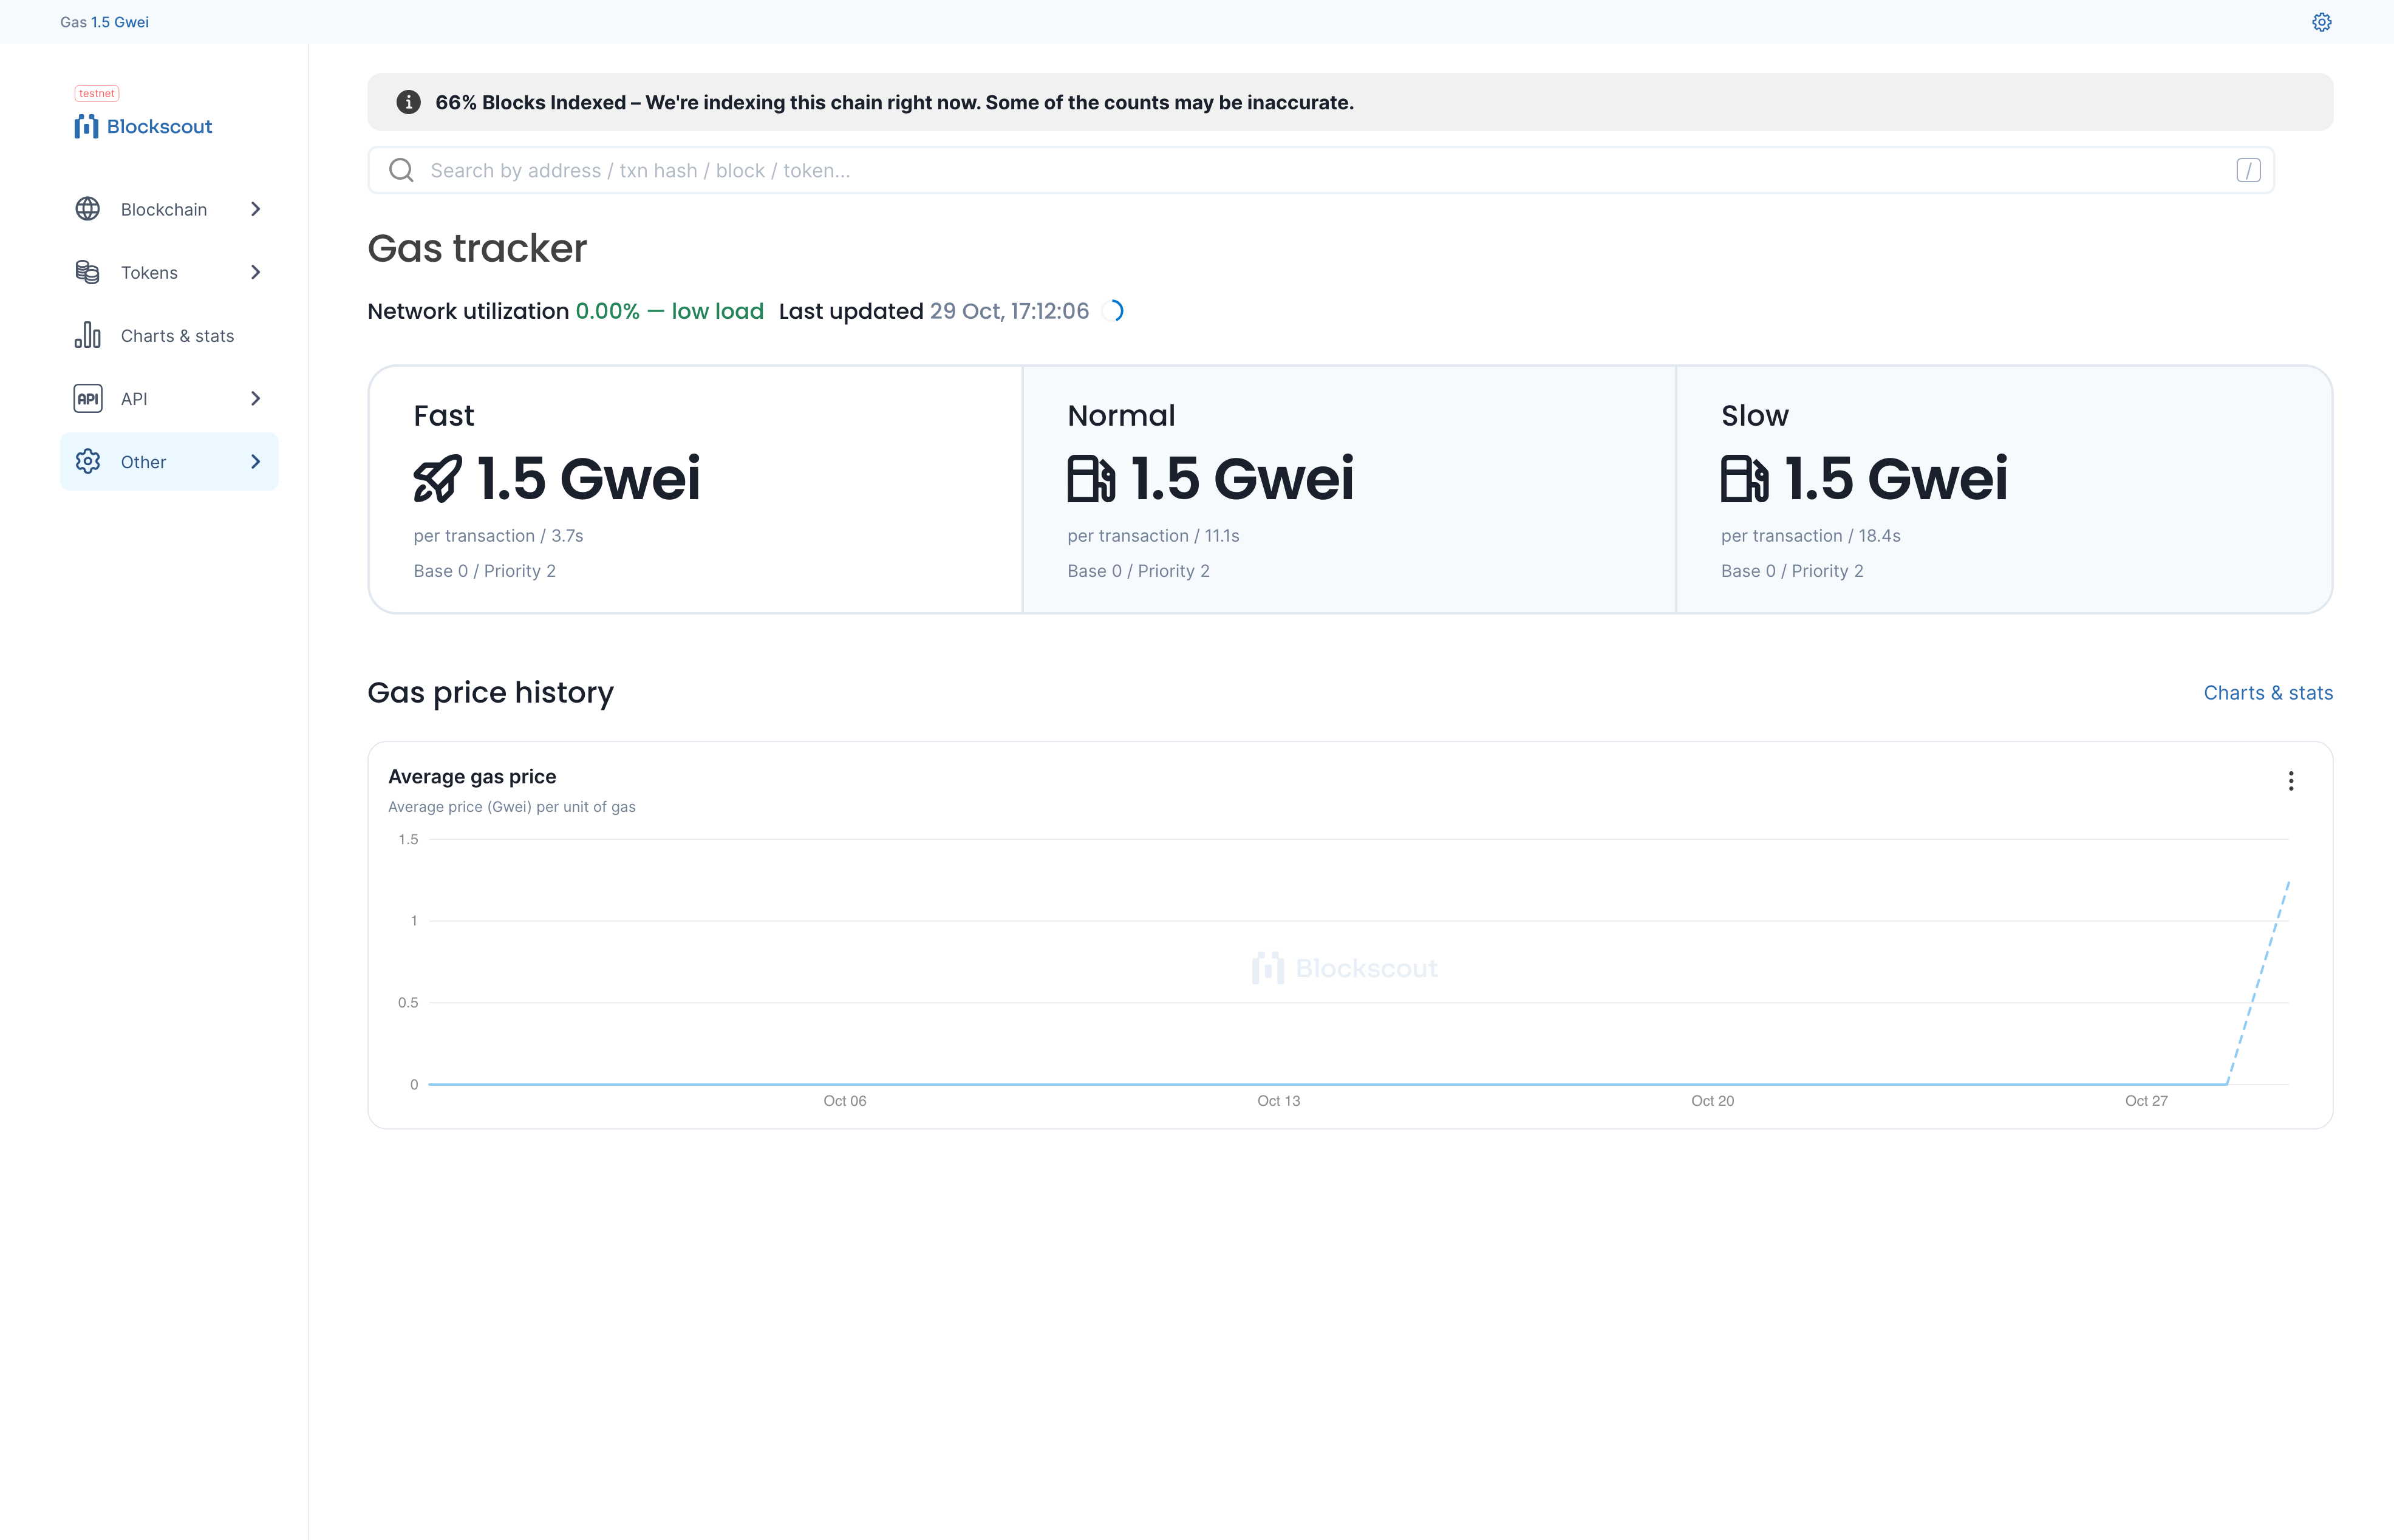 Gas 1.5 Gwei
testnet
Blockscout
Blockchain
Tokens
Charts & stats
API
API
Other
66% Blocks Indexed – We're indexing this chain right now. Some of the counts may be inaccurate.
Search by address / txn hash / block / token...
/
Gas tracker
Network utilization 0.00% — low load Last updated 29 Oct, 17:12:06
Fast
1.5 Gwei
per transaction / 3.7s
Base 0 / Priority 2
Normal
1.5 Gwei
per transaction / 11.1s
Base 0 / Priority 2
Slow
1.5 Gwei
per transaction / 18.4s
Base 0 / Priority 2
Gas price history
Charts & stats
Average gas price
Average price (Gwei) per unit of gas
1.5
1
0.5
0
Blockscout
Oct 06
Oct 13
Oct 20
Oct 27